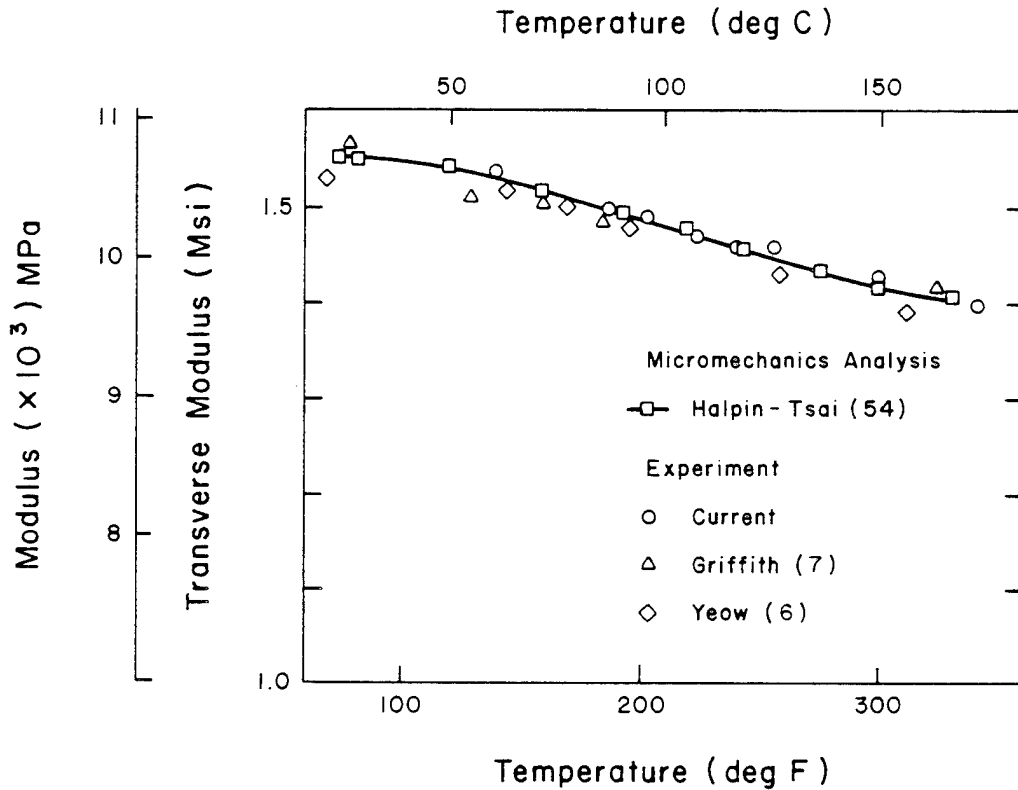 Temperature (deg C)
50 100 150
11
10
9
8
Modulus (×10³) MPa
Transverse Modulus (Msi)
1.5
1.0
Micromechanics Analysis
Halpin-Tsai (54)
Experiment
Current
Griffith (7)
Yeow (6)
100 200 300
Temperature (deg F)